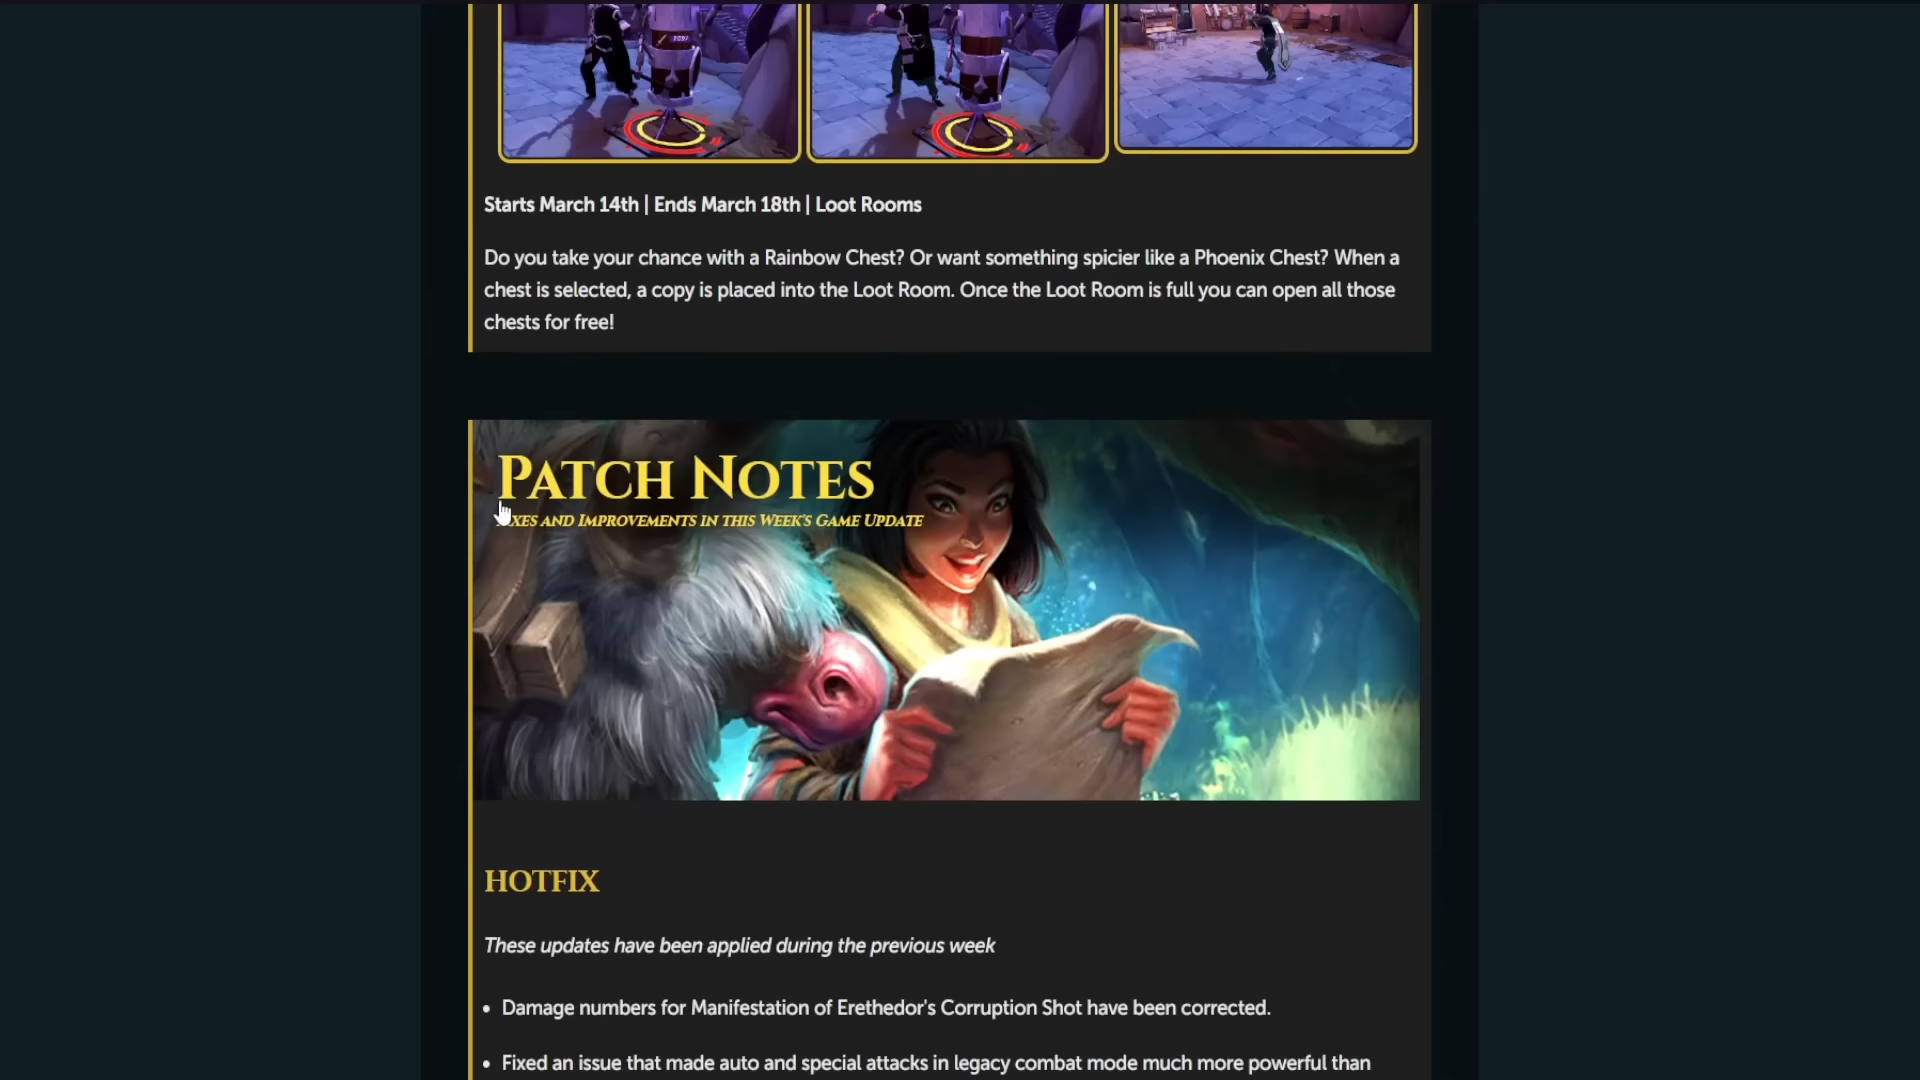 Starts March 14th | Ends March 18th | Loot Rooms
Do you take your chance with a Rainbow Chest? Or want something spicier like a Phoenix Chest? When a
chest is selected, a copy is placed into the Loot Room. Once the Loot Room is full you can open all those
chests for free!
PATCH NOTES
AND IMPROVEMENTS IN THIS WEEK'S GAME UPDATE
HOTFIX
These updates have been applied during the previous week
• Damage numbers for Manifestation of Erethedor's Corruption Shot have been corrected.
• Fixed an issue that made auto and special attacks in legacy combat mode much more powerful than